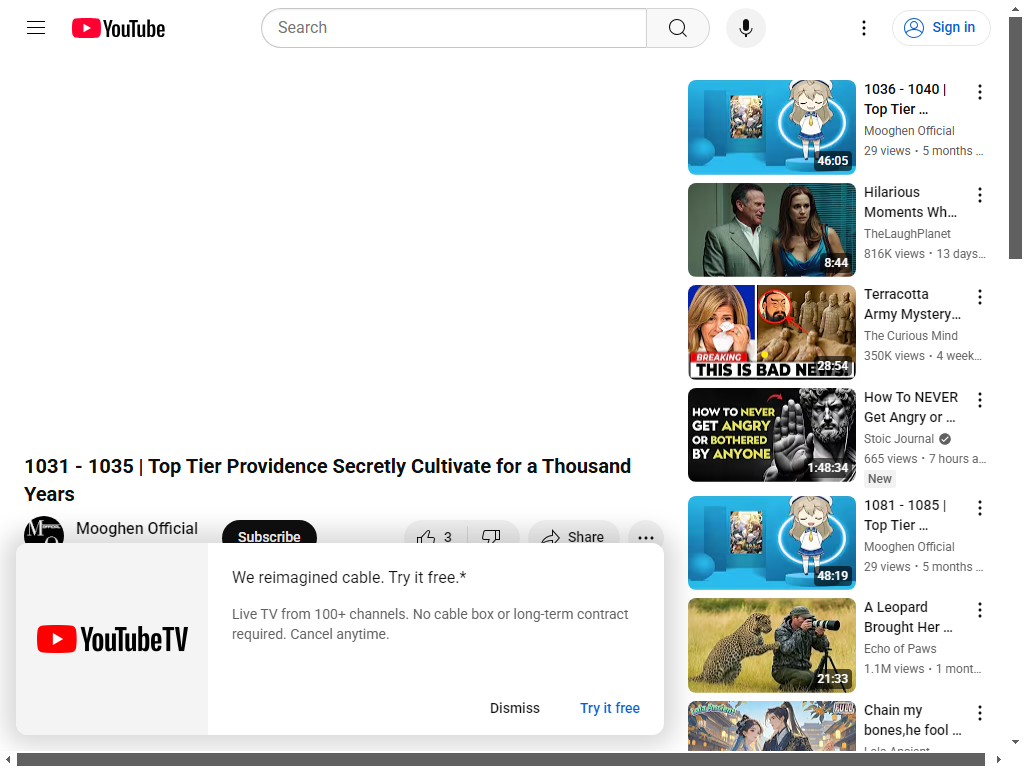 YouTube
Search
Sign in
1031 - 1035 | Top Tier Providence Secretly Cultivate for a Thousand
Years
Mooghen Official
Subscribe
3
Share
YouTubeTV
We reimagined cable. Try it free.*
Live TV from 100+ channels. No cable box or long-term contract
required. Cancel anytime.
Dismiss
Try it free
46:05
1036 - 1040 |
Top Tier ...
Mooghen Official
29 views • 5 months ...
8:44
Hilarious
Moments Wh...
TheLaughPlanet
816K views • 13 days...
BREAKING
THIS IS BAD NEWS!
28:54
Terracotta
Army Mystery...
The Curious Mind
350K views • 4 week...
HOW TO NEVER
GET ANGRY
OR BOTHERED
BY ANYONE
1:48:34
How To NEVER
Get Angry or ...
Stoic Journal
665 views • 7 hours a...
New
48:19
1081 - 1085 |
Top Tier ...
Mooghen Official
29 views • 5 months ...
21:33
A Leopard
Brought Her ...
Echo of Paws
1.1M views • 1 mont...
FULL
Chain my
bones,he fool ...